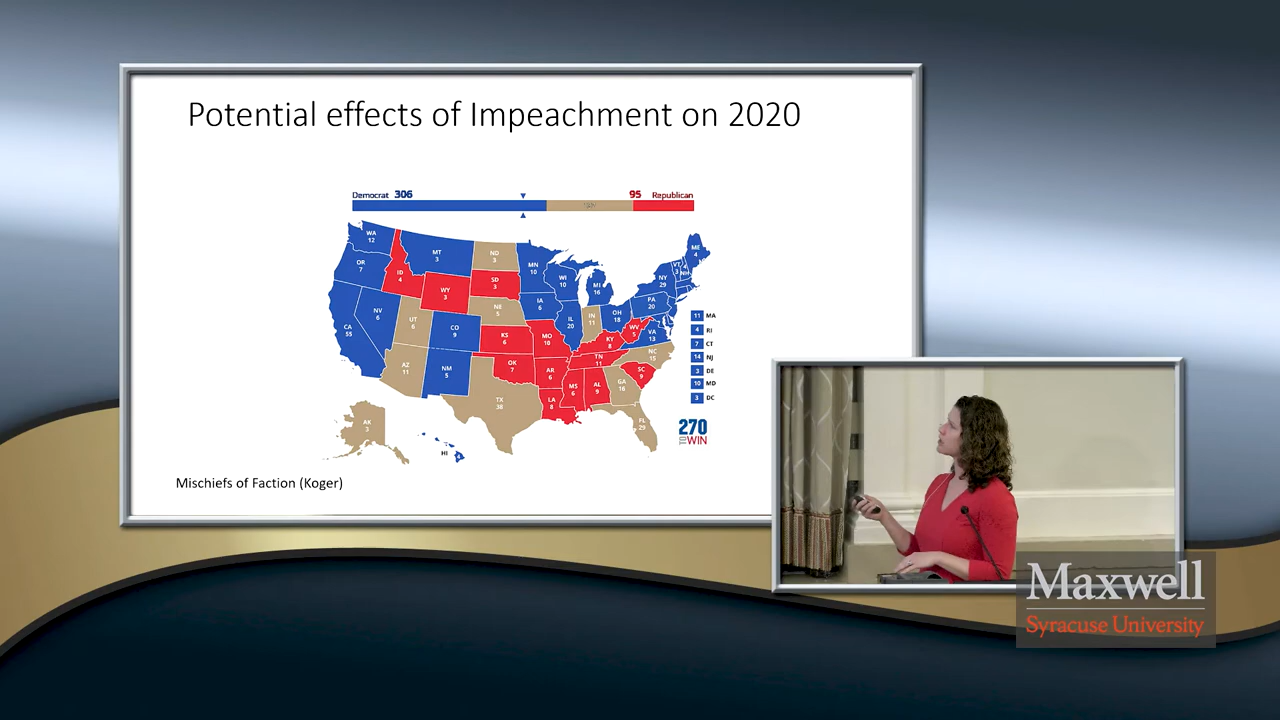 Potential effects of Impeachment on 2020
Democrat 306
95 Republican
WA
12
OR
7
CA
55
NV
6
ID
4
MT
3
WY
3
UT
6
CO
9
AZ
11
NM
5
ND
3
SD
3
NE
5
KS
6
OK
7
TX
38
MN
10
IA
6
MO
10
AR
6
LA
8
WI
10
IL
20
MS
6
MI
16
IN
11
KY
8
TN
11
AL
9
OH
18
WV
5
GA
16
FL
29
SC
9
NC
15
VA
13
PA
20
NY
29
VT
3
NH
ME
4
AK
3
HI
11 MA
4 RI
7 CT
14 NJ
3 DE
10 MD
3 DC
270
TO WIN
Mischiefs of Faction (Koger)
Maxwell
Syracuse University